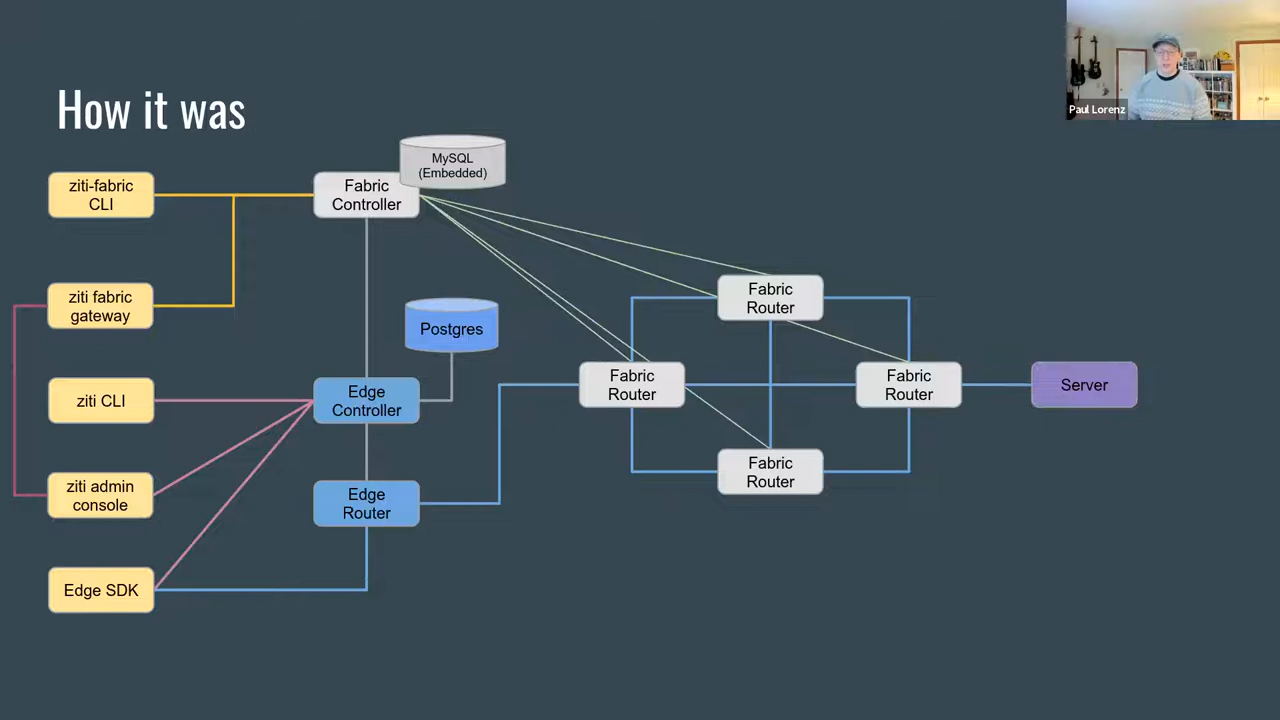 Paul Lorenz
How it was
MySQL
(Embedded)
ziti-fabric
CLI
Fabric
Controller
ziti fabric
gateway
Fabric
Router
Postgres
ziti CLI
Edge
Controller
Fabric
Router
Fabric
Router
Server
ziti admin
console
Edge
Router
Fabric
Router
Edge SDK